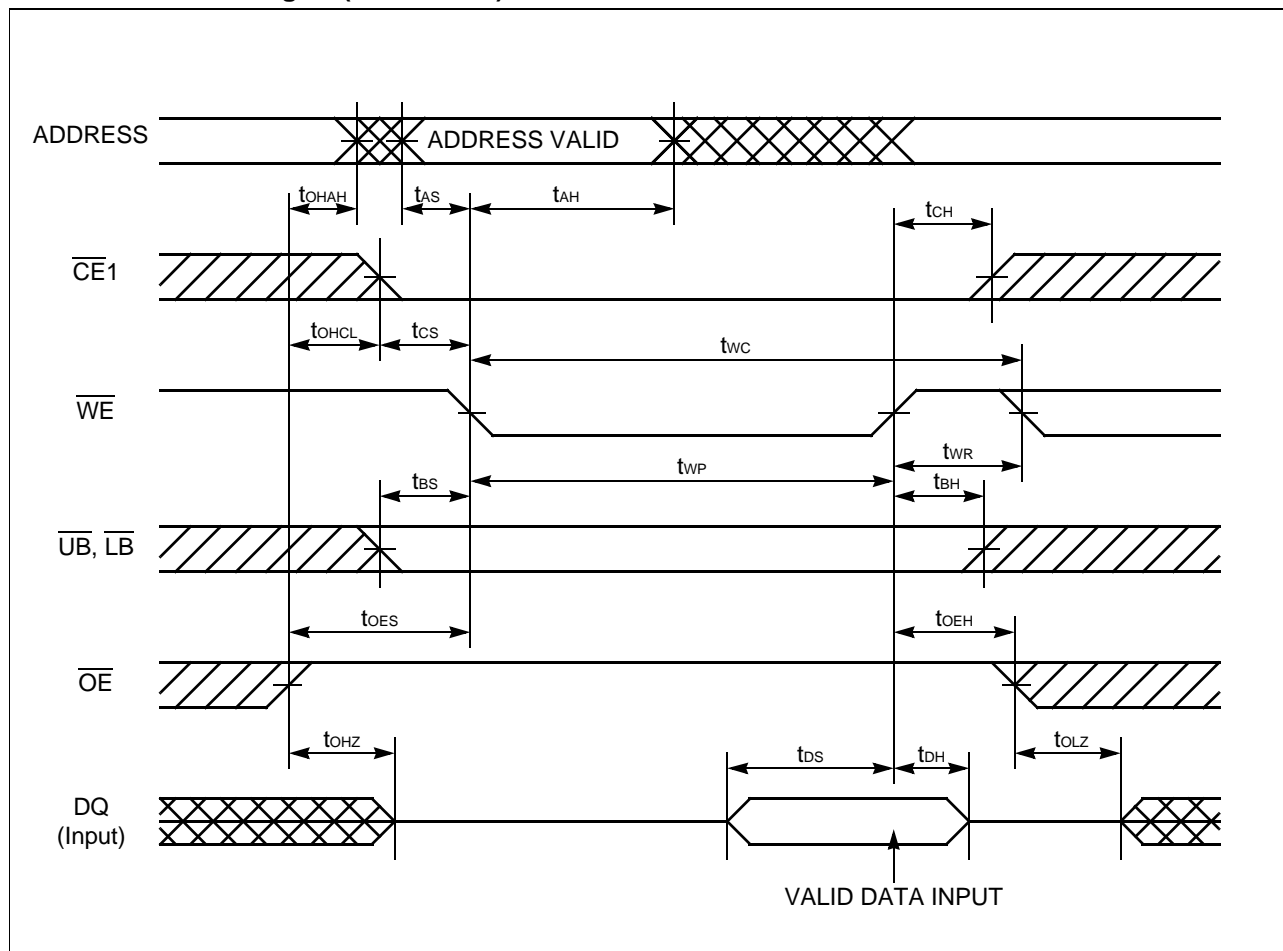 ADDRESS
ADDRESS VALID
tOHAH
tAS
tAH
tCH
CE1
tOHCL
tCS
tWC
WE
tWR
tWP
tBS
tBH
UB, LB
tOES
tOEH
OE
tOHZ
tDS
tDH
tOLZ
DQ
(Input)
VALID DATA INPUT